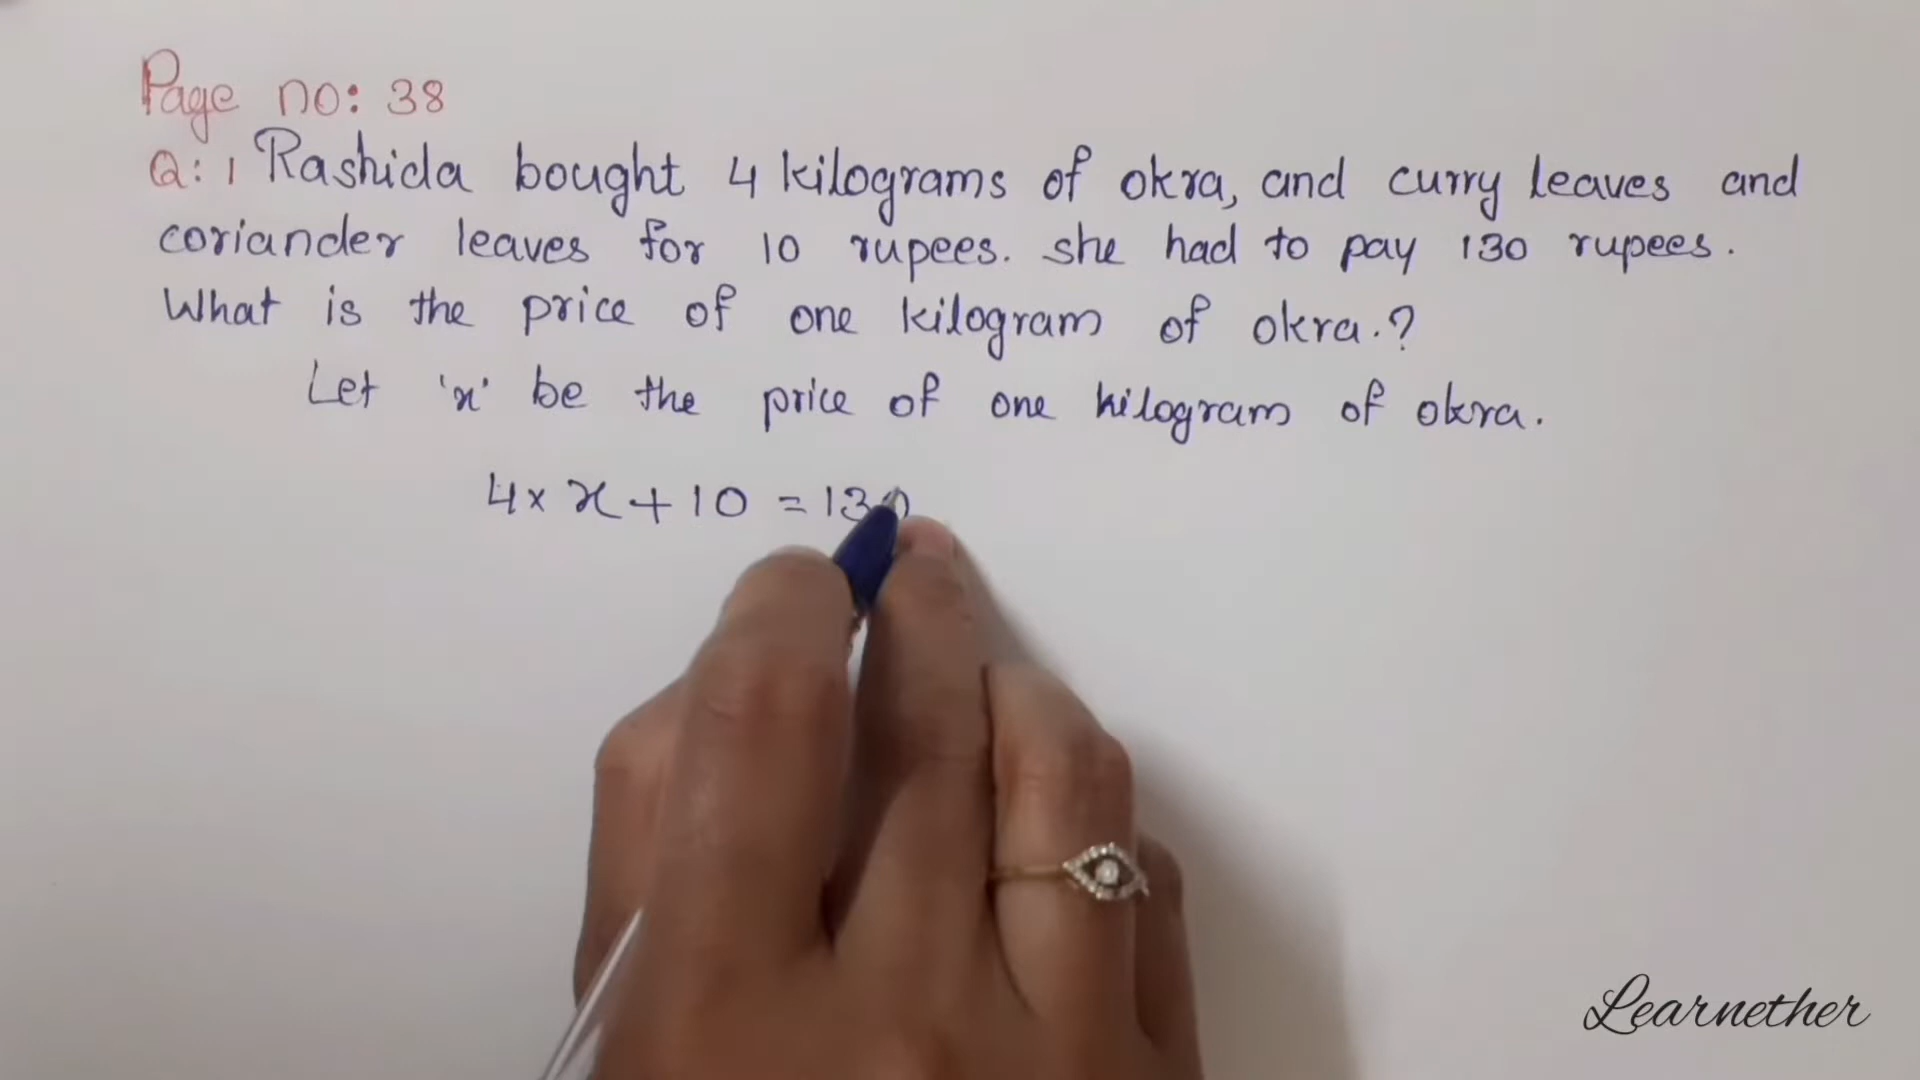 Page no: 38
Q: 1 Rashida bought 4 kilograms of okra, and curry leaves and
coriander leaves for 10 rupees. she had to pay 130 rupees.
What is the price of one kilogram of okra.?
Let 'x' be the price of one kilogram of okra.
4 × x + 10 = 130
Learnether